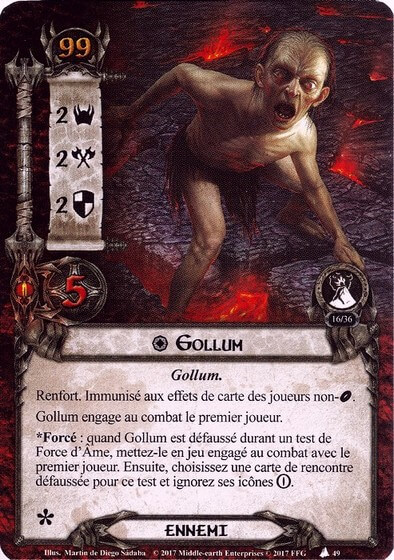 99
2
2
2
5
16/36
Gollum
Gollum.
Renfort. Immunisé aux effets de carte des joueurs non-.
Gollum engage au combat le premier joueur.
*Forcé : quand Gollum est défaussé durant un test de
Force d'Âme, mettez-le en jeu engagé au combat avec le
premier joueur. Ensuite, choisissez une carte de rencontre
défaussée pour ce test et ignorez ses icônes .
*
ENNEMI
Illus. Martin de Diego Sádaba © 2017 Middle-earth Enterprises © 2017 FFG 49